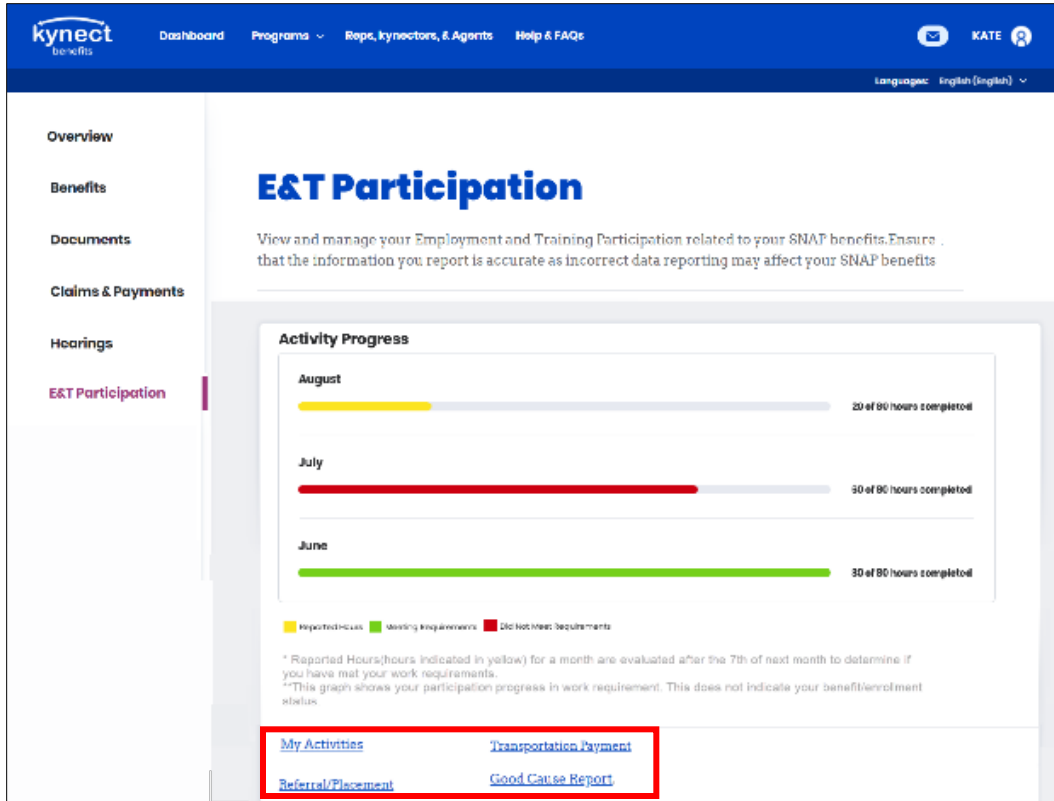 kynect
benefits
Dashboard Programs Reps, kynectors, & Agents Help & FAQs KATE
Languages: English (English)
Overview
Benefits
Documents
Claims & Payments
Hearings
E&T Participation
E&T Participation
View and manage your Employment and Training Participation related to your SNAP benefits.Ensure
that the information you report is accurate as incorrect data reporting may affect your SNAP benefits
Activity Progress
August
20 of 80 hours completed
July
60 of 80 hours completed
June
80 of 80 hours completed
Reported Hours Meeting Requirements Did Not Meet Requirements
* Reported Hours(hours indicated in yellow) for a month are evaluated after the 7th of next month to determine if
you have met your work requirements.
**This graph shows your participation progress in work requirement. This does not indicate your benefit/enrolment
status
My Activities Transportation Payment
Referral/Placement Good Cause Report